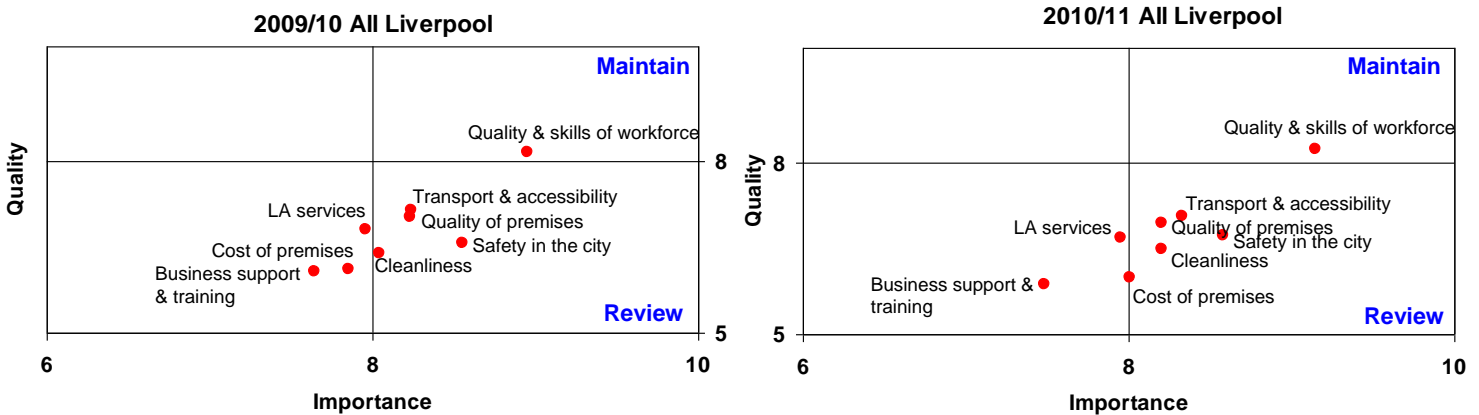 2009/10 All Liverpool
Maintain
Quality & skills of workforce
Quality
8
Transport & accessibility
LA services
Quality of premises
Safety in the city
Cost of premises
Cleanliness
Business support
& training
Review
5
6
8
10
Importance
2010/11 All Liverpool
Maintain
Quality & skills of workforce
Quality
8
Transport & accessibility
LA services
Quality of premises
Safety in the city
Cleanliness
Business support &
training
Cost of premises
Review
5
6
8
10
Importance